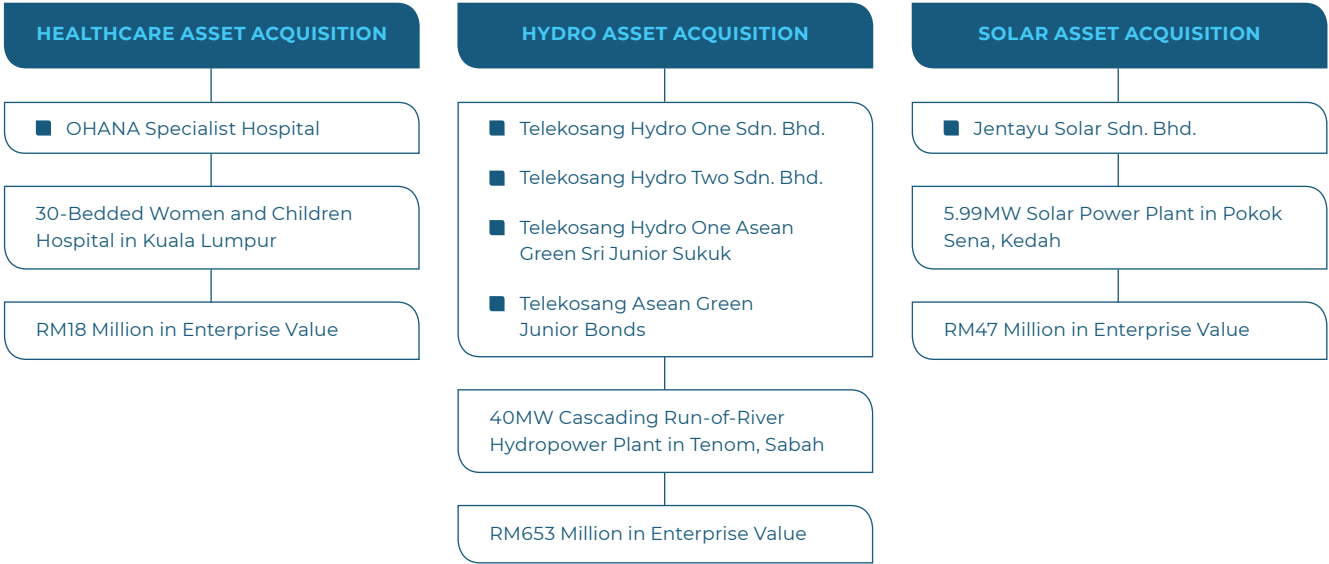 HEALTHCARE ASSET ACQUISITION
OHANA Specialist Hospital
30-Bedded Women and Children
Hospital in Kuala Lumpur
RM18 Million in Enterprise Value
HYDRO ASSET ACQUISITION
Telekosang Hydro One Sdn. Bhd.
Telekosang Hydro Two Sdn. Bhd.
Telekosang Hydro One Asean
Green Sri Junior Sukuk
Telekosang Asean Green
Junior Bonds
40MW Cascading Run-of-River
Hydropower Plant in Tenom, Sabah
RM653 Million in Enterprise Value
SOLAR ASSET ACQUISITION
Jentayu Solar Sdn. Bhd.
5.99MW Solar Power Plant in Pokok
Sena, Kedah
RM47 Million in Enterprise Value